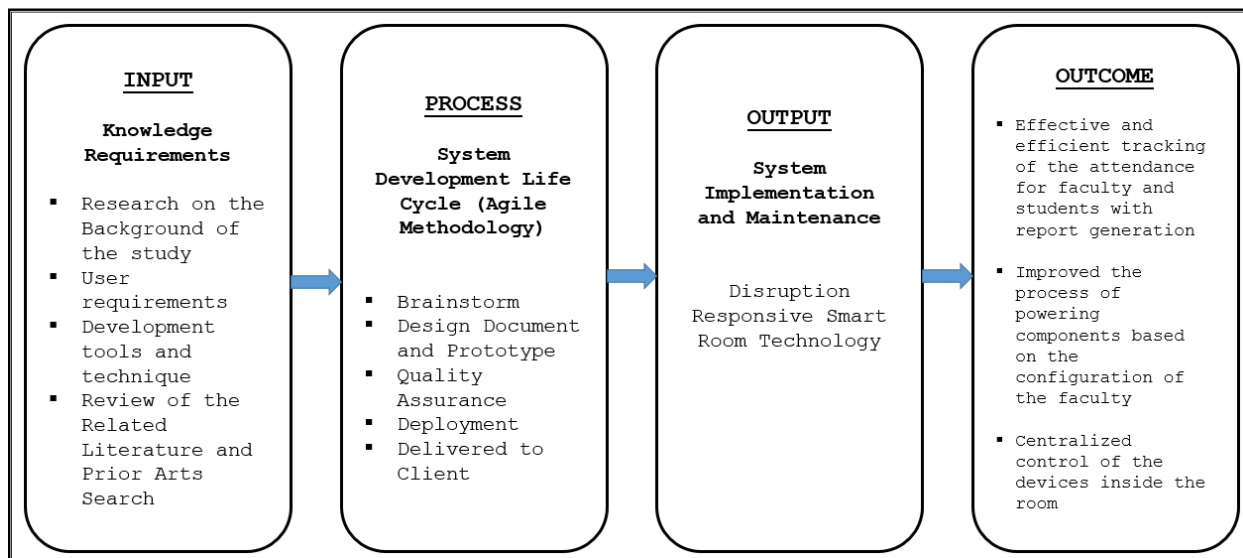 INPUT
Knowledge
Requirements
▪ Research on the
Background of
the study
▪ User
requirements
▪ Development
tools and
technique
▪ Review of the
Related
Literature and
Prior Arts
Search
PROCESS
System
Development Life
Cycle (Agile
Methodology)
▪ Brainstorm
▪ Design Document
and Prototype
▪ Quality
Assurance
▪ Deployment
▪ Delivered to
Client
OUTPUT
System
Implementation
and Maintenance
Disruption
Responsive Smart
Room Technology
OUTCOME
▪ Effective and
efficient tracking
of the attendance
for faculty and
students with
report generation
▪ Improved the
process of
powering
components based
on the
configuration of
the faculty
▪ Centralized
control of the
devices inside the
room